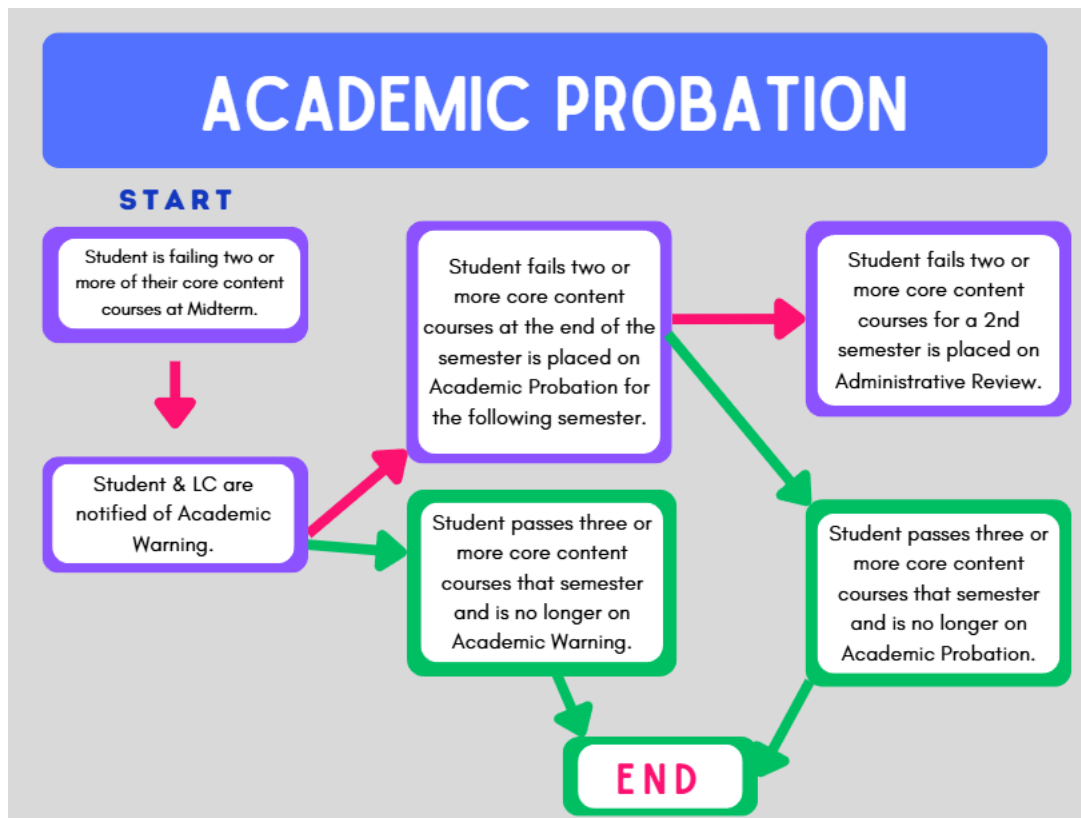 ACADEMIC PROBATION
START
Student is failing two or
more of their core content
courses at Midterm.
Student & LC are
notified of Academic
Warning.
Student fails two or
more core content
courses at the end of the
semester is placed on
Academic Probation for
the following semester.
Student passes three or
more core content
courses that semester
and is no longer on
Academic Warning.
Student fails two or
more core content
courses for a 2nd
semester is placed on
Administrative Review.
Student passes three or
more core content
courses that semester
and is no longer on
Academic Probation.
END